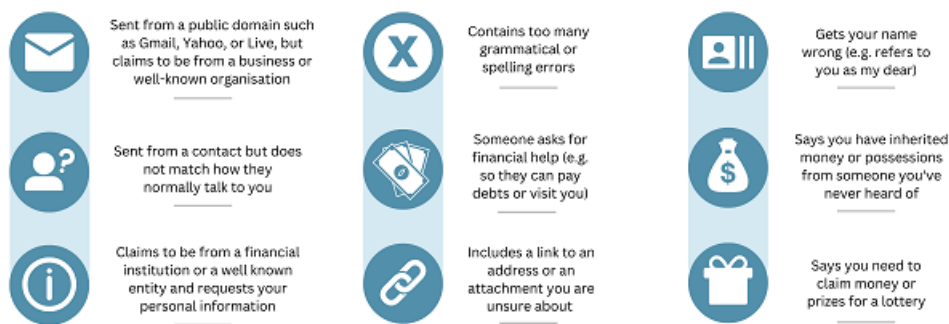 Sent from a public domain such
as Gmail, Yahoo, or Live, but
claims to be from a business or
well-known organisation
Sent from a contact but does
not match how they
normally talk to you
Claims to be from a financial
institution or a well known
entity and requests your
personal information
X
Contains too many
grammatical or
spelling errors
Someone asks for
financial help (e.g.
so they can pay
debts or visit you)
Includes a link to an
address or an
attachment you are
unsure about
Gets your name
wrong (e.g. refers to
you as my dear)
$
Says you have inherited
money or possessions
from someone you've
never heard of
Says you need to
claim money or
prizes for a lottery